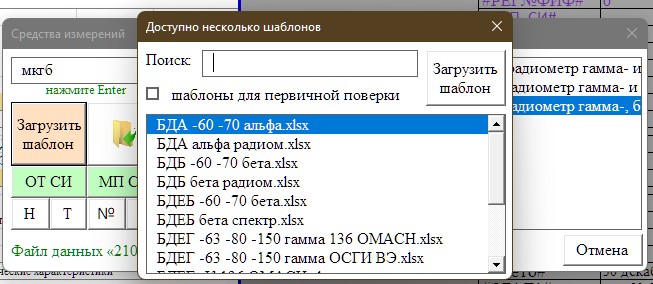 #РЕГ№ФИФ#
Средства измерений
Доступно несколько шаблонов
мкгб
Поиск:
Загрузить
шаблон
нажмите Enter
шаблоны для первичной поверки
радиометр гамма- и
радиометр гамма- и
радиометр гамма-, б
Загрузить
шаблон
БДА -60 -70 альфа.xlsx
БДА альфа радиом.xlsx
БДБ -60 -70 бета.xlsx
БДБ бета радиом.xlsx
БДЕБ -60 -70 бета.xlsx
БДЕБ бета спектр.xlsx
БДЕГ -63 -80 -150 гамма 136 ОМАСН.xlsx
БДЕГ -63 -80 -150 гамма ОСГИ ВЭ.xlsx
ОТ СИ
МП С
Н
Т
№
Файл данных «210
Отмена